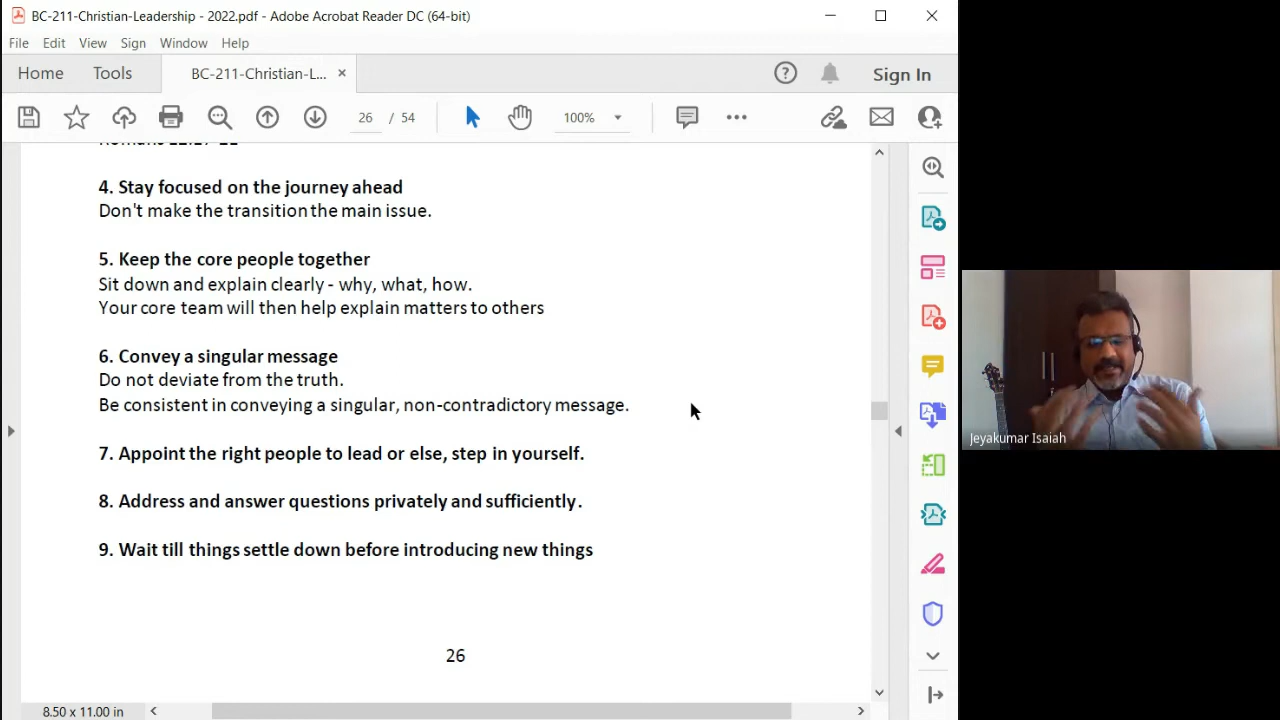 BC-211-Christian-Leadership - 2022.pdf - Adobe Acrobat Reader DC (64-bit)
File Edit View Sign Window Help
Home Tools BC-211-Christian-L... Sign In
26 / 54 100%
4. Stay focused on the journey ahead
Don't make the transition the main issue.
5. Keep the core people together
Sit down and explain clearly - why, what, how.
Your core team will then help explain matters to others
6. Convey a singular message
Do not deviate from the truth.
Be consistent in conveying a singular, non-contradictory message.
Jeyakumar Isaiah
7. Appoint the right people to lead or else, step in yourself.
8. Address and answer questions privately and sufficiently.
9. Wait till things settle down before introducing new things
26
8.50 x 11.00 in